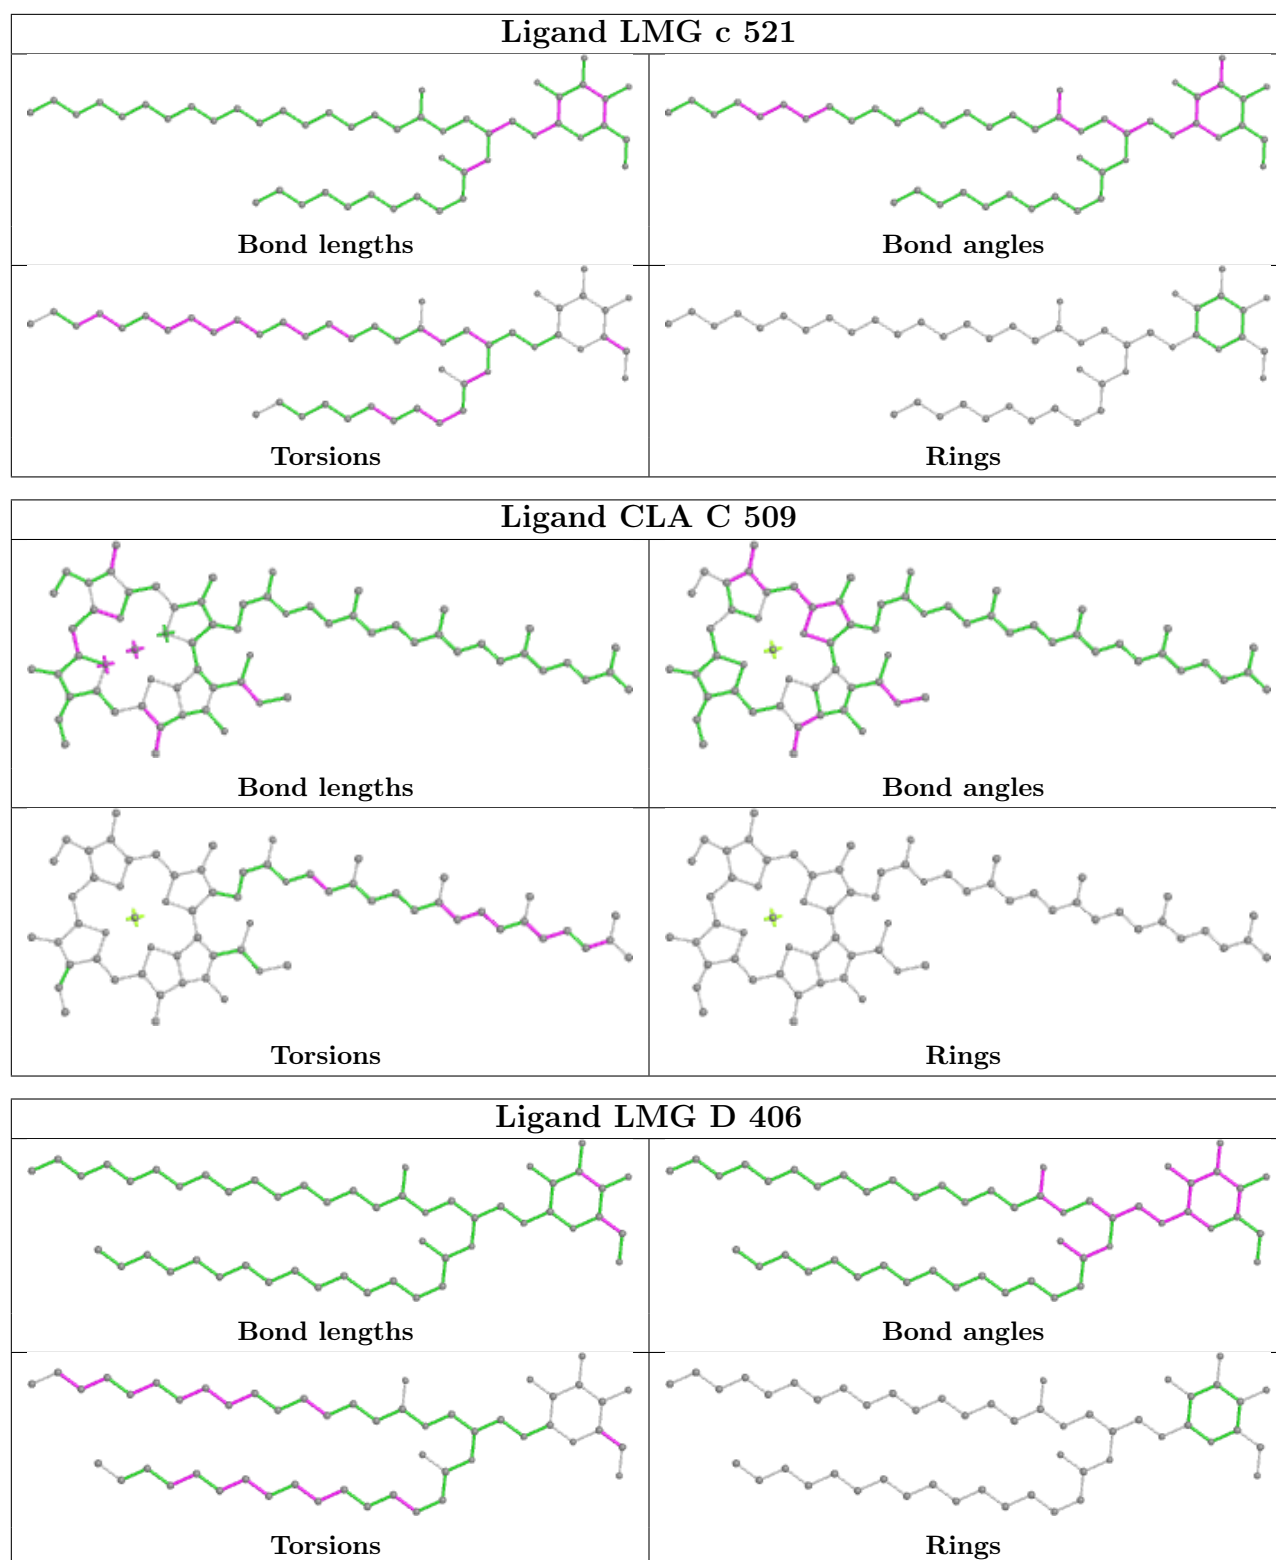 Ligand LMG c 521
Bond lengths
Bond angles
Torsions
Rings
Ligand CLA C 509
Bond lengths
Bond angles
Torsions
Rings
Ligand LMG D 406
Bond lengths
Bond angles
Torsions
Rings